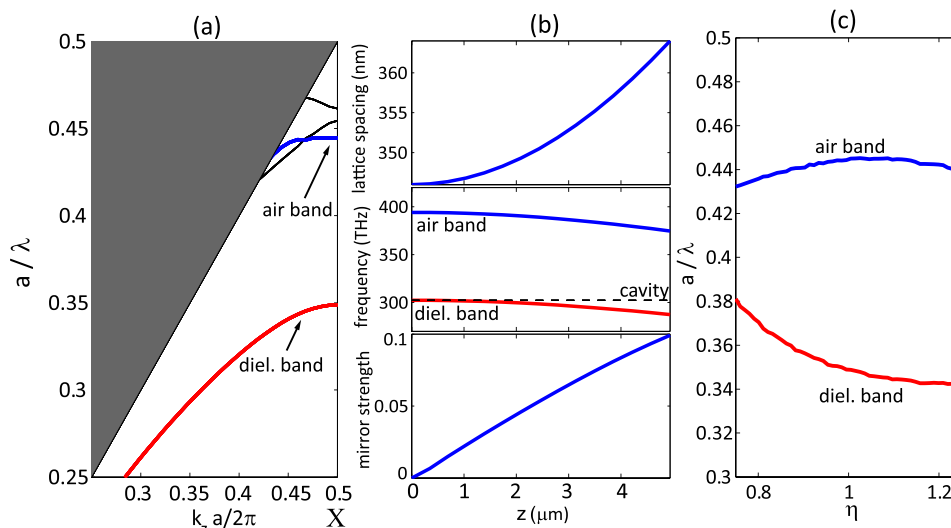 (a)
0.5
0.45
0.4
0.35
0.3
0.25
a / λ
air band
diel. band
0.3
0.35
0.4
0.45
0.5
k_z a/2π
X
(b)
lattice spacing (nm)
360
355
350
frequency (THz)
400
350
300
air band
cavity
diel. band
mirror strength
0.1
0.05
0
0
2
4
z (μm)
(c)
0.5
0.48
0.46
0.44
0.42
0.4
0.38
0.36
0.34
0.32
0.3
a / λ
air band
diel. band
0.8
1
1.2
η